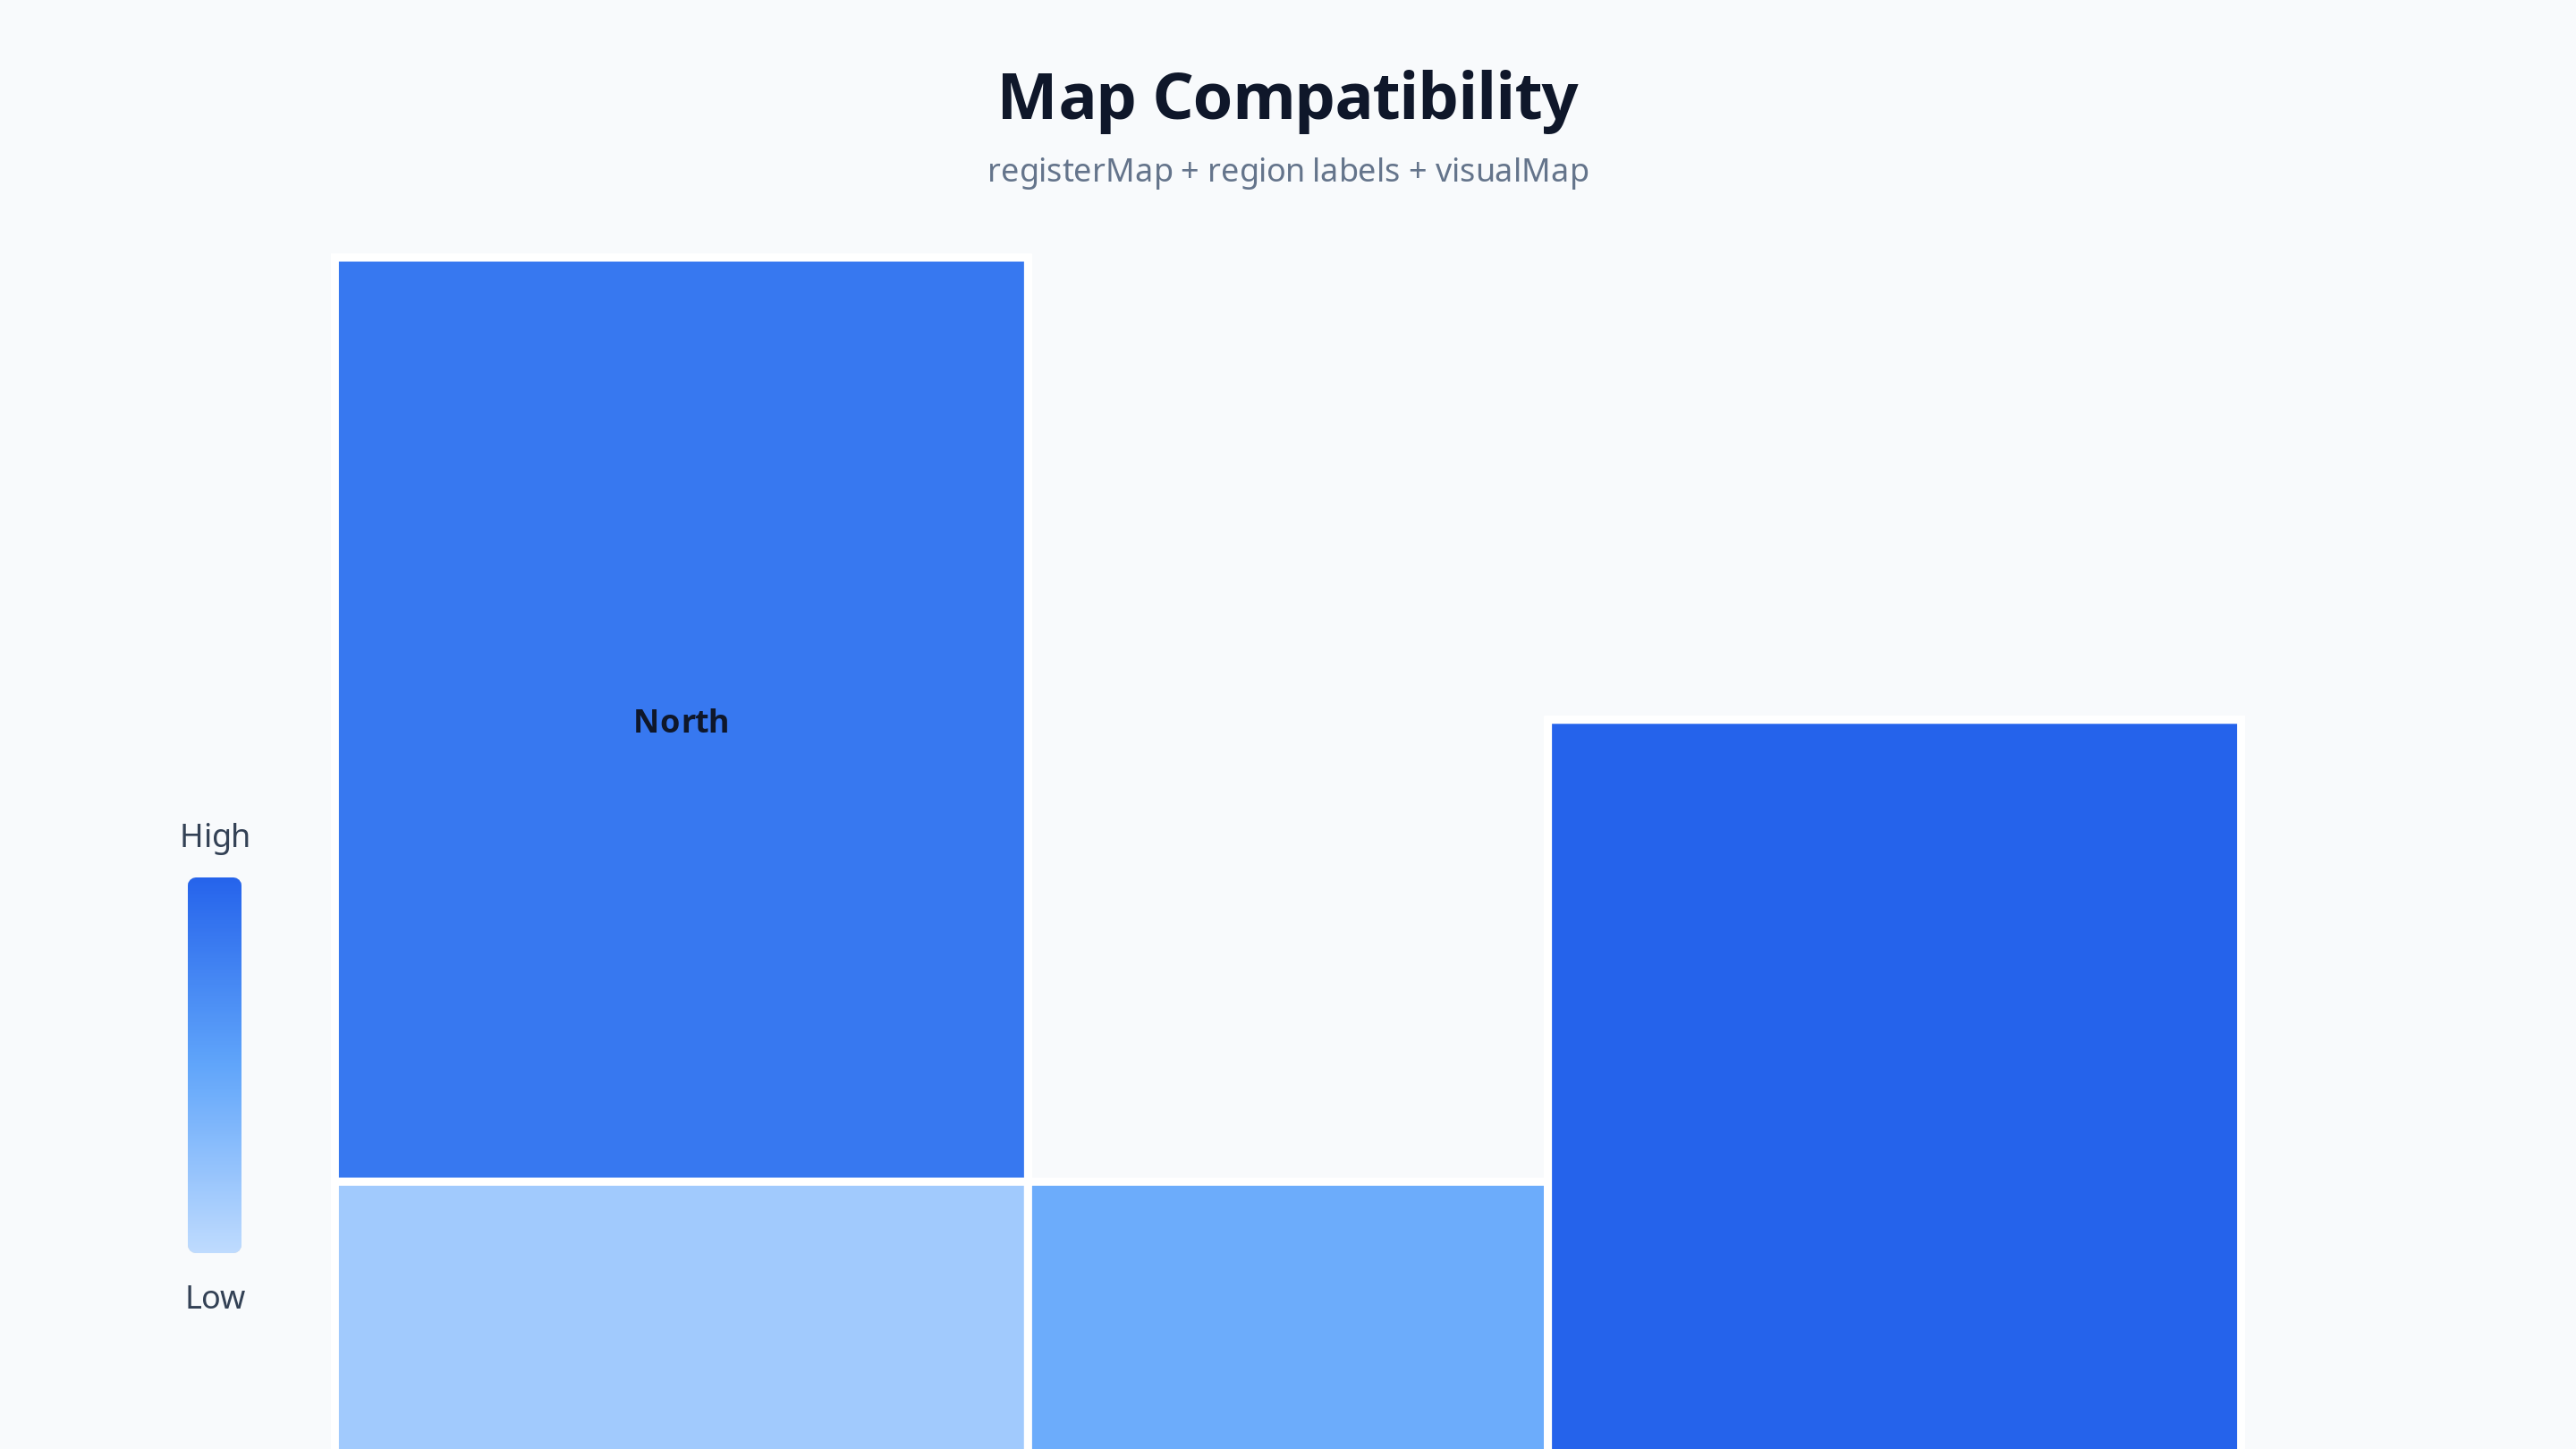 Map Compatibility
registerMap + region labels + visualMap
North
High
Low